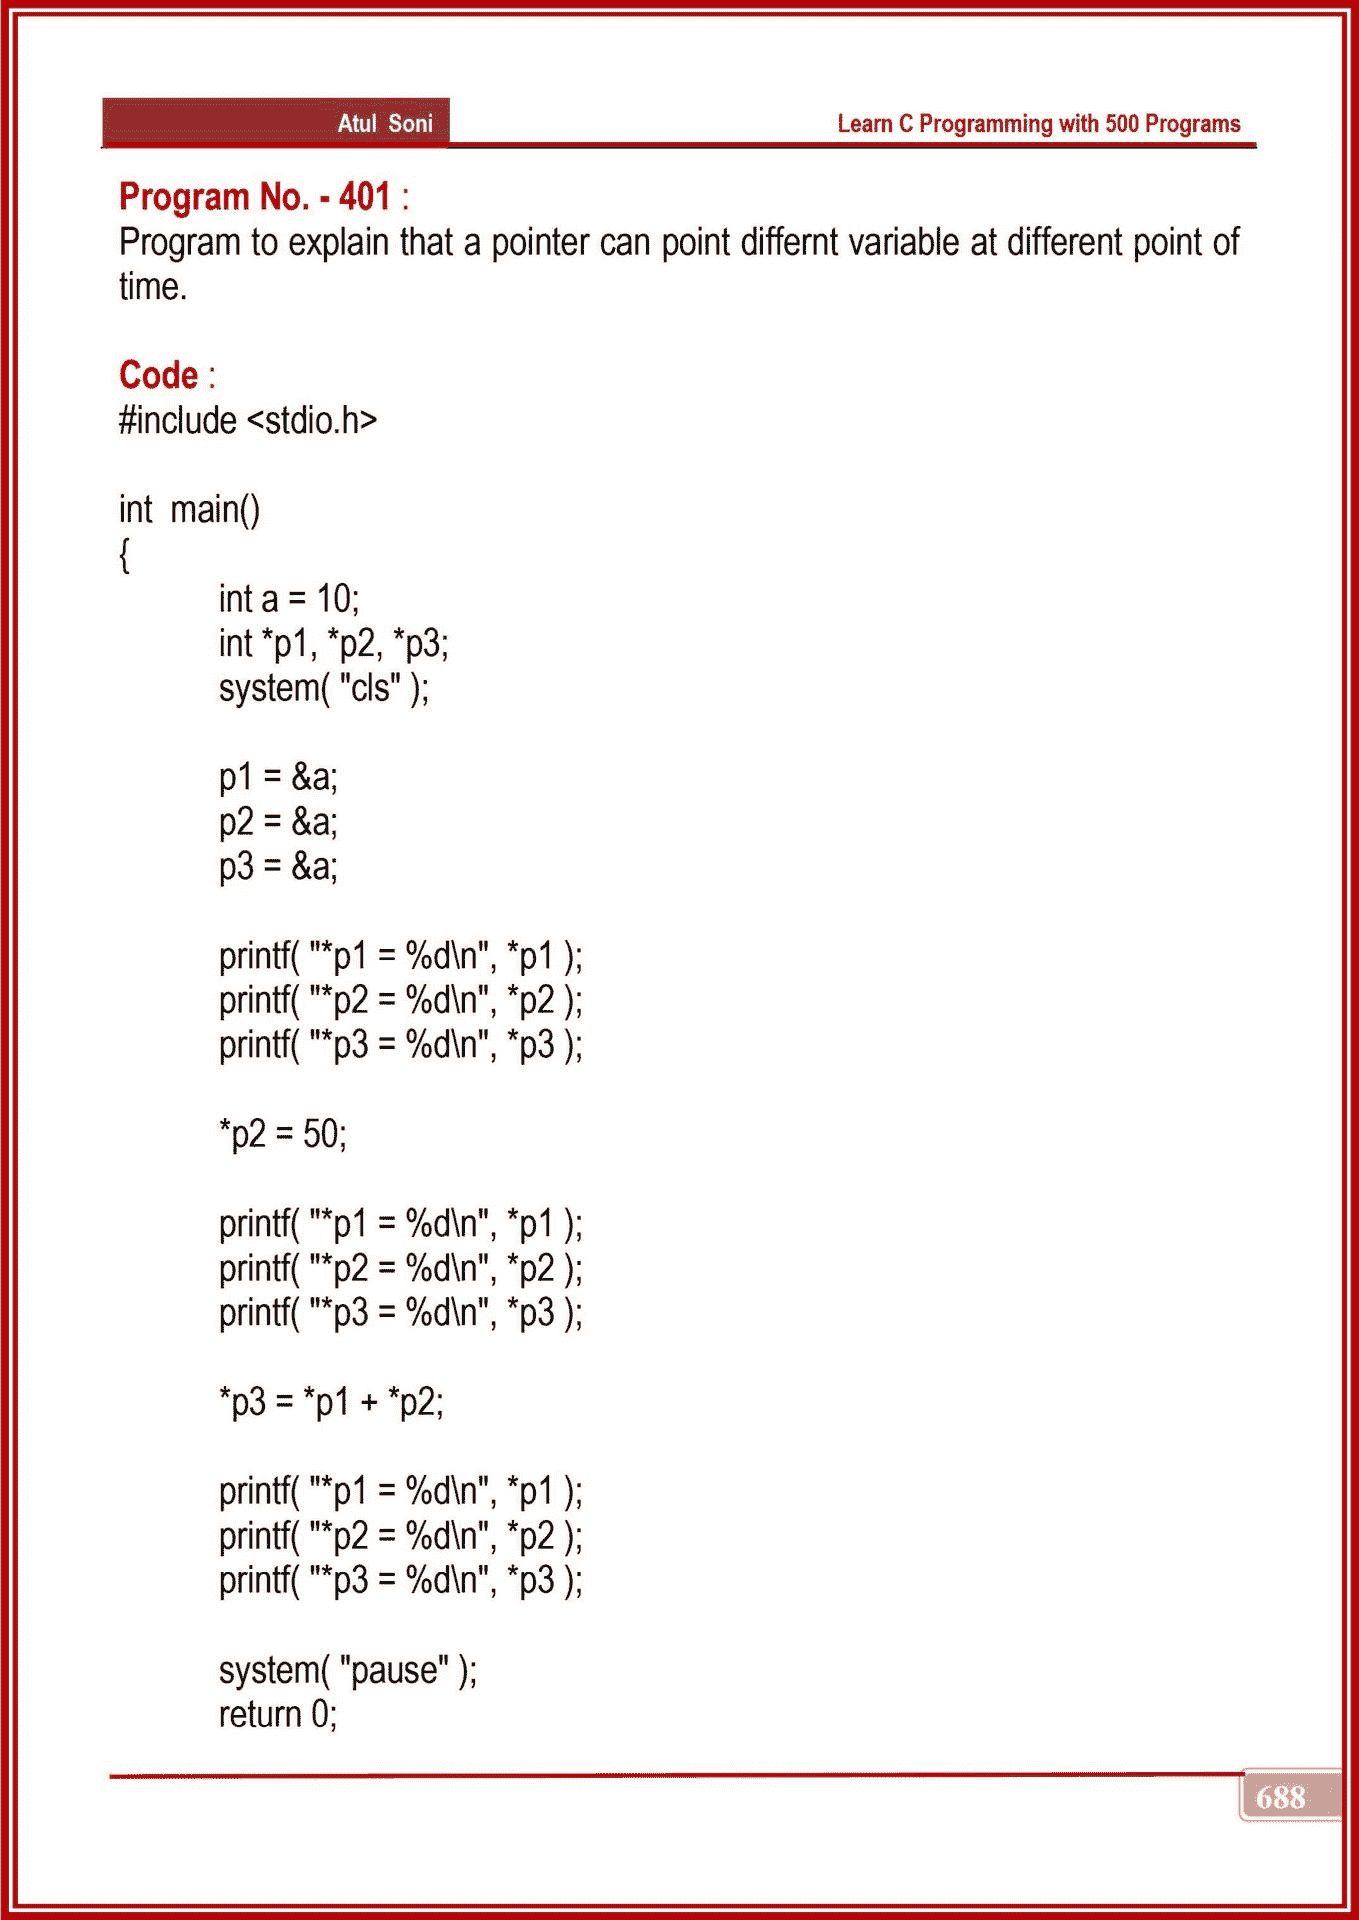 Atul Soni
Learn C Programming with 500 Programs
Program No. - 401 :
Program to explain that a pointer can point differnt variable at different point of
time.
Code :
#include <stdio.h>
int main()
{
int a = 10;
int *p1, *p2, *p3;
system( "cls" );
p1 = &a;
p2 = &a;
p3 = &a;
printf( "*p1 = %d\n", *p1 );
printf( "*p2 = %d\n", *p2 );
printf( "*p3 = %d\n", *p3 );
*p2 = 50;
printf( "*p1 = %d\n", *p1 );
printf( "*p2 = %d\n", *p2 );
printf( "*p3 = %d\n", *p3 );
*p3 = *p1 + *p2;
printf( "*p1 = %d\n", *p1 );
printf( "*p2 = %d\n", *p2 );
printf( "*p3 = %d\n", *p3 );
system( "pause" );
return 0;
688